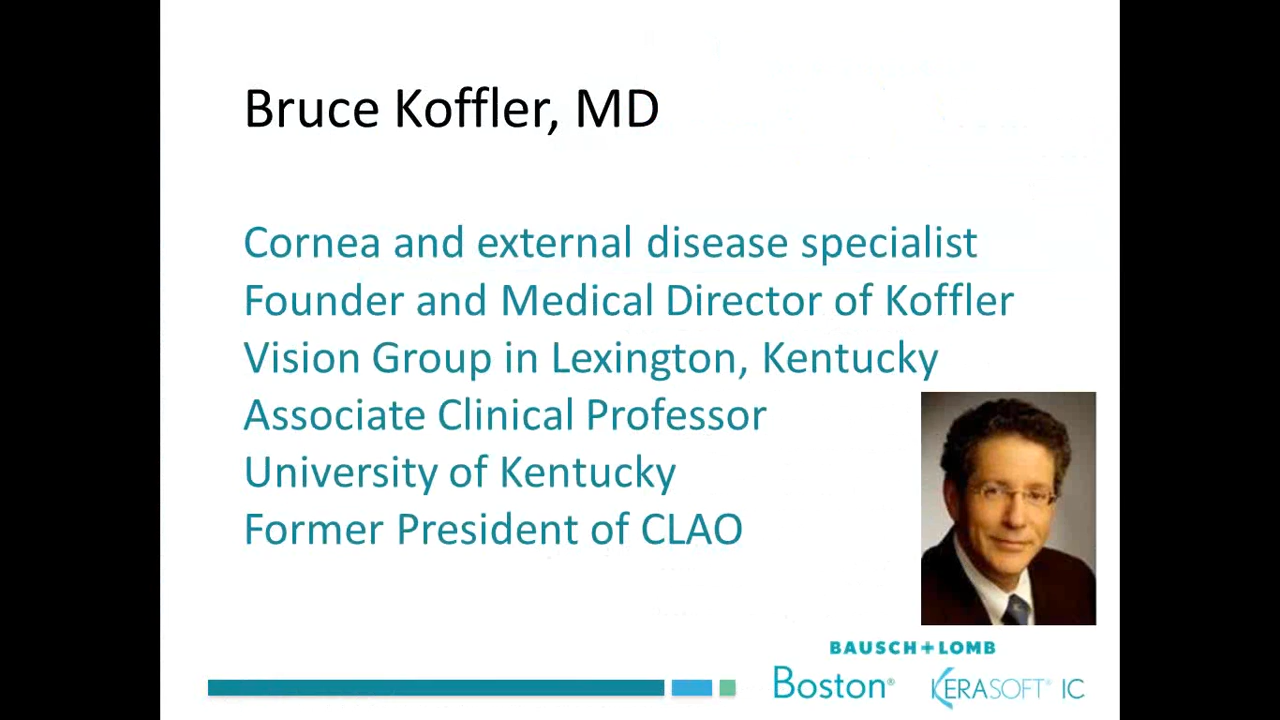 Bruce Koffler, MD
Cornea and external disease specialist
Founder and Medical Director of Koffler
Vision Group in Lexington, Kentucky
Associate Clinical Professor
University of Kentucky
Former President of CLAO
BAUSCH+LOMB
Boston® KERASOFT® IC